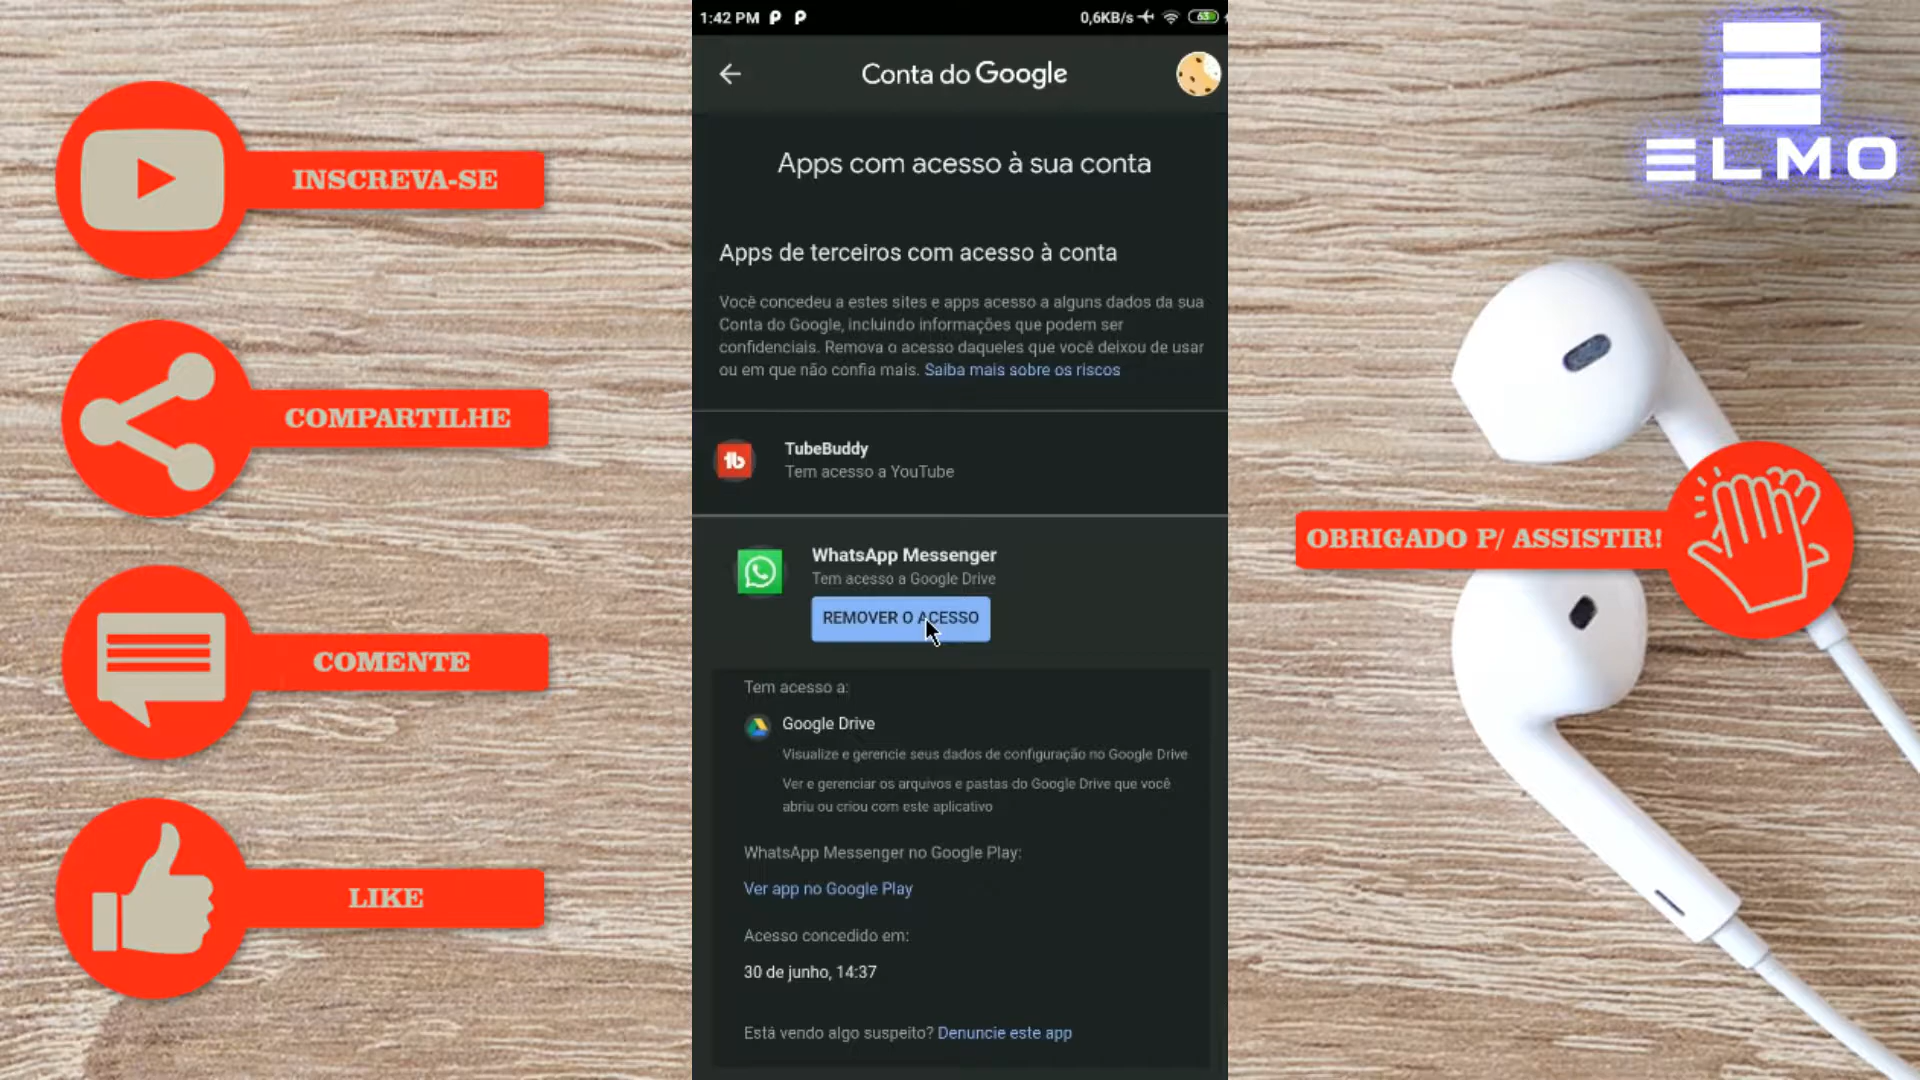 INSCREVA-SE
COMPARTILHE
COMENTE
LIKE
1:42 PM
0,6KB/s
63
Conta do Google
Apps com acesso à sua conta
Apps de terceiros com acesso à conta
Você concedeu a estes sites e apps acesso a alguns dados da sua
Conta do Google, incluindo informações que podem ser
confidenciais. Remova o acesso daqueles que você deixou de usar
ou em que não confia mais. Saiba mais sobre os riscos
tb
TubeBuddy
Tem acesso a YouTube
WhatsApp Messenger
Tem acesso a Google Drive
REMOVER O ACESSO
Tem acesso a:
Google Drive
Visualize e gerencie seus dados de configuração no Google Drive
Ver e gerenciar os arquivos e pastas do Google Drive que você
abriu ou criou com este aplicativo
WhatsApp Messenger no Google Play:
Ver app no Google Play
Acesso concedido em:
30 de junho, 14:37
Está vendo algo suspeito? Denuncie este app
ELMO
OBRIGADO P/ ASSISTIR!